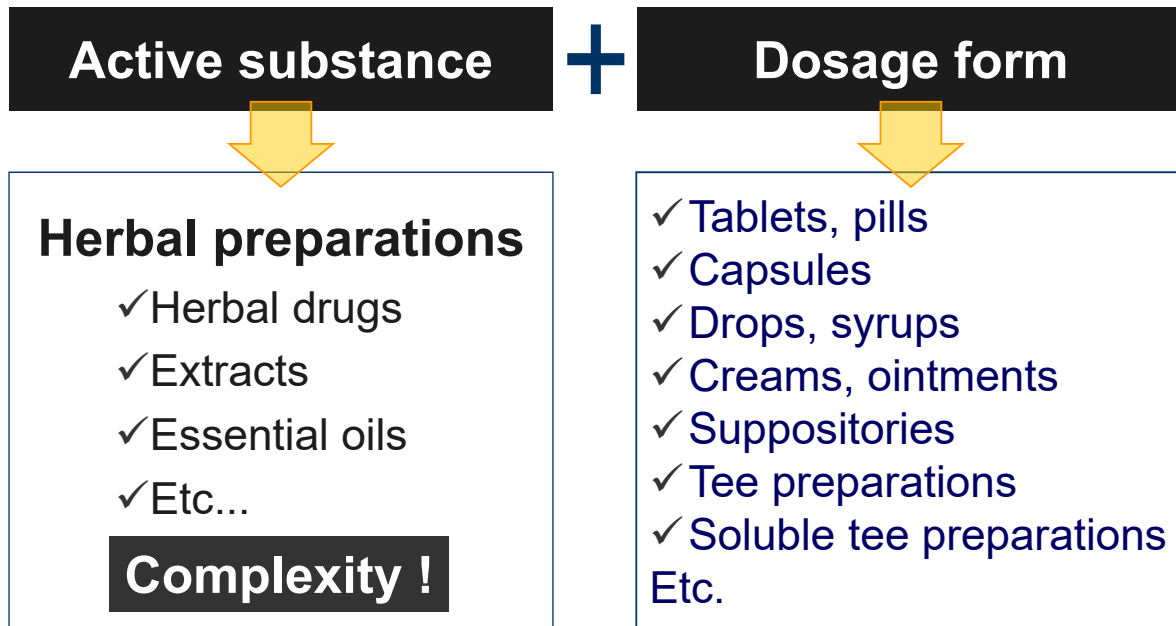 Active substance
+
Dosage form
Herbal preparations
✓Herbal drugs
✓Extracts
✓Essential oils
✓Etc...
Complexity !
✓Tablets, pills
✓Capsules
✓Drops, syrups
✓Creams, ointments
✓Suppositories
✓Tee preparations
✓Soluble tee preparations
Etc.